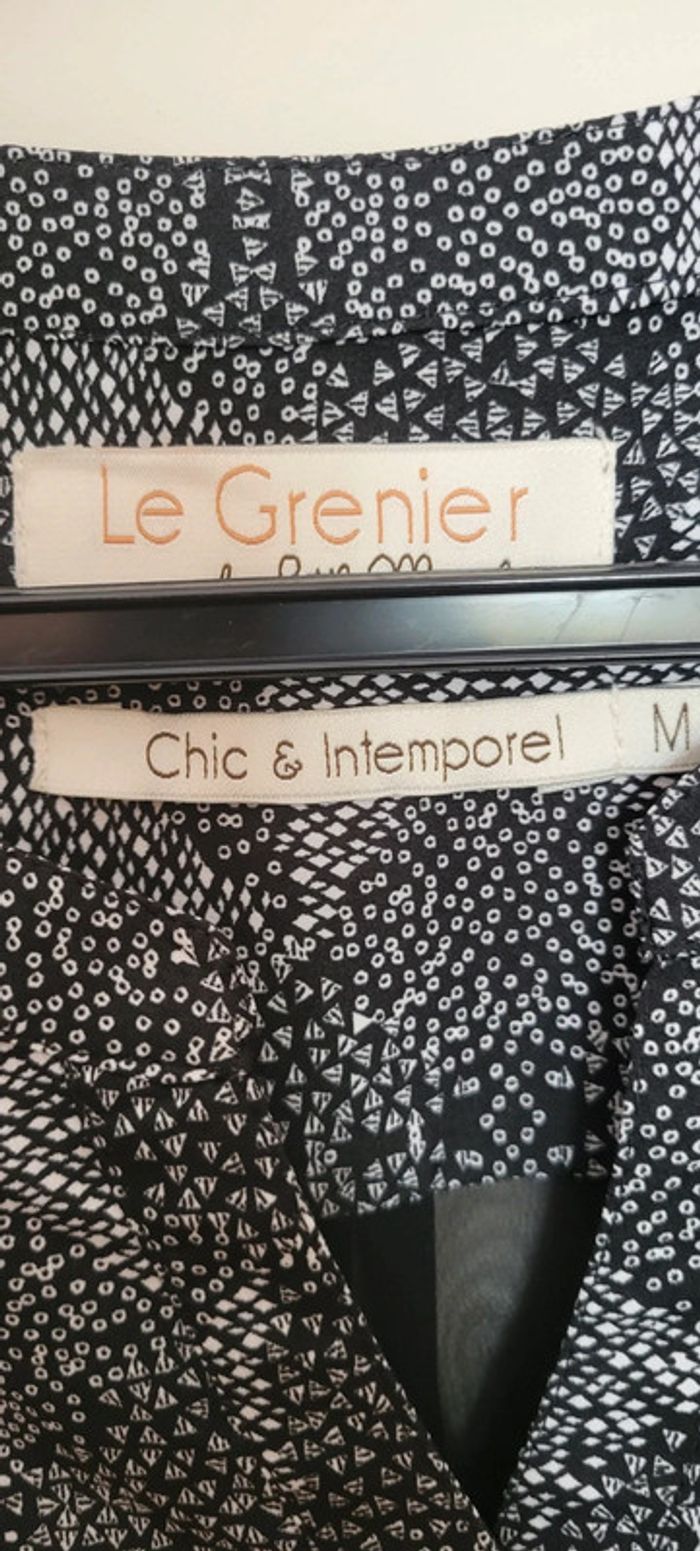 Le Grenier
Chic & Intemporel
M